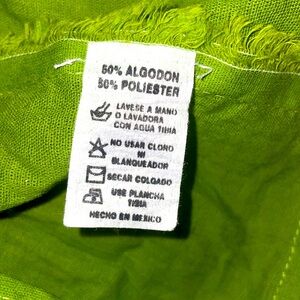 50% ALGODON
50% POLIESTER
LAVESE A MANO
O LAVADORA
CON AGUA TIBIA
NO USAR CLORO
NI
BLANQUEADOR
SECAR COLGADO
USE PLANCHA
TIBIA
HECHO EN MEXICO